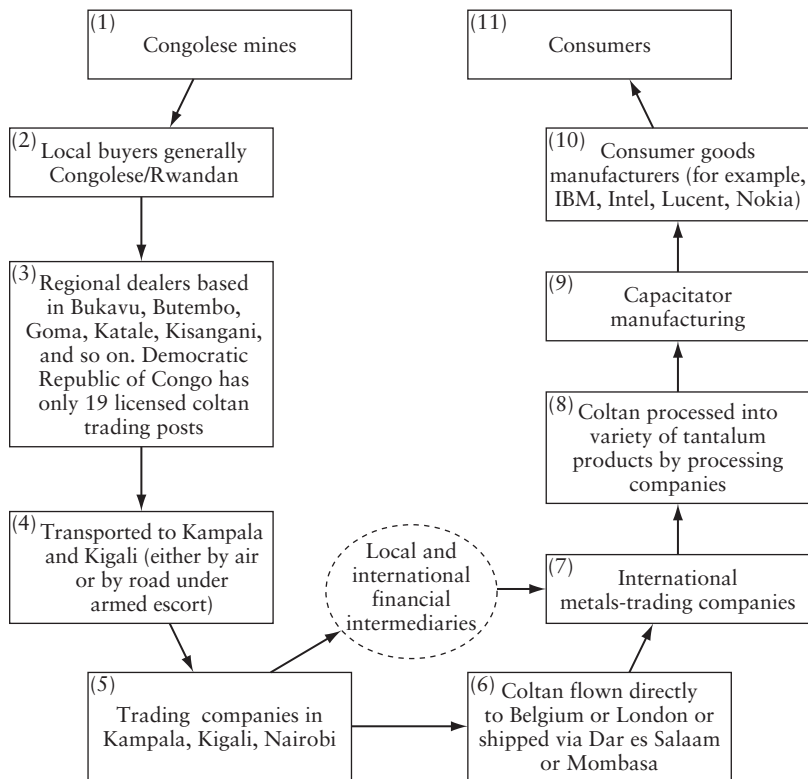 (1)
Congolese mines
(2)
Local buyers generally
Congolese/Rwandan
(3)
Regional dealers based
in Bukavu, Butembo,
Goma, Katale, Kisangani,
and so on. Democratic
Republic of Congo has
only 19 licensed coltan
trading posts
(4)
Transported to Kampala
and Kigali (either by air
or by road under
armed escort)
(5)
Trading companies in
Kampala, Kigali, Nairobi
Local and
international
financial
intermediaries
(6)
Coltan flown directly
to Belgium or London or
shipped via Dar es Salaam
or Mombasa
(7)
International
metals-trading companies
(8)
Coltan processed into
variety of tantalum
products by processing
companies
(9)
Capacitator
manufacturing
(10)
Consumer goods
manufacturers (for example,
IBM, Intel, Lucent, Nokia)
(11)
Consumers